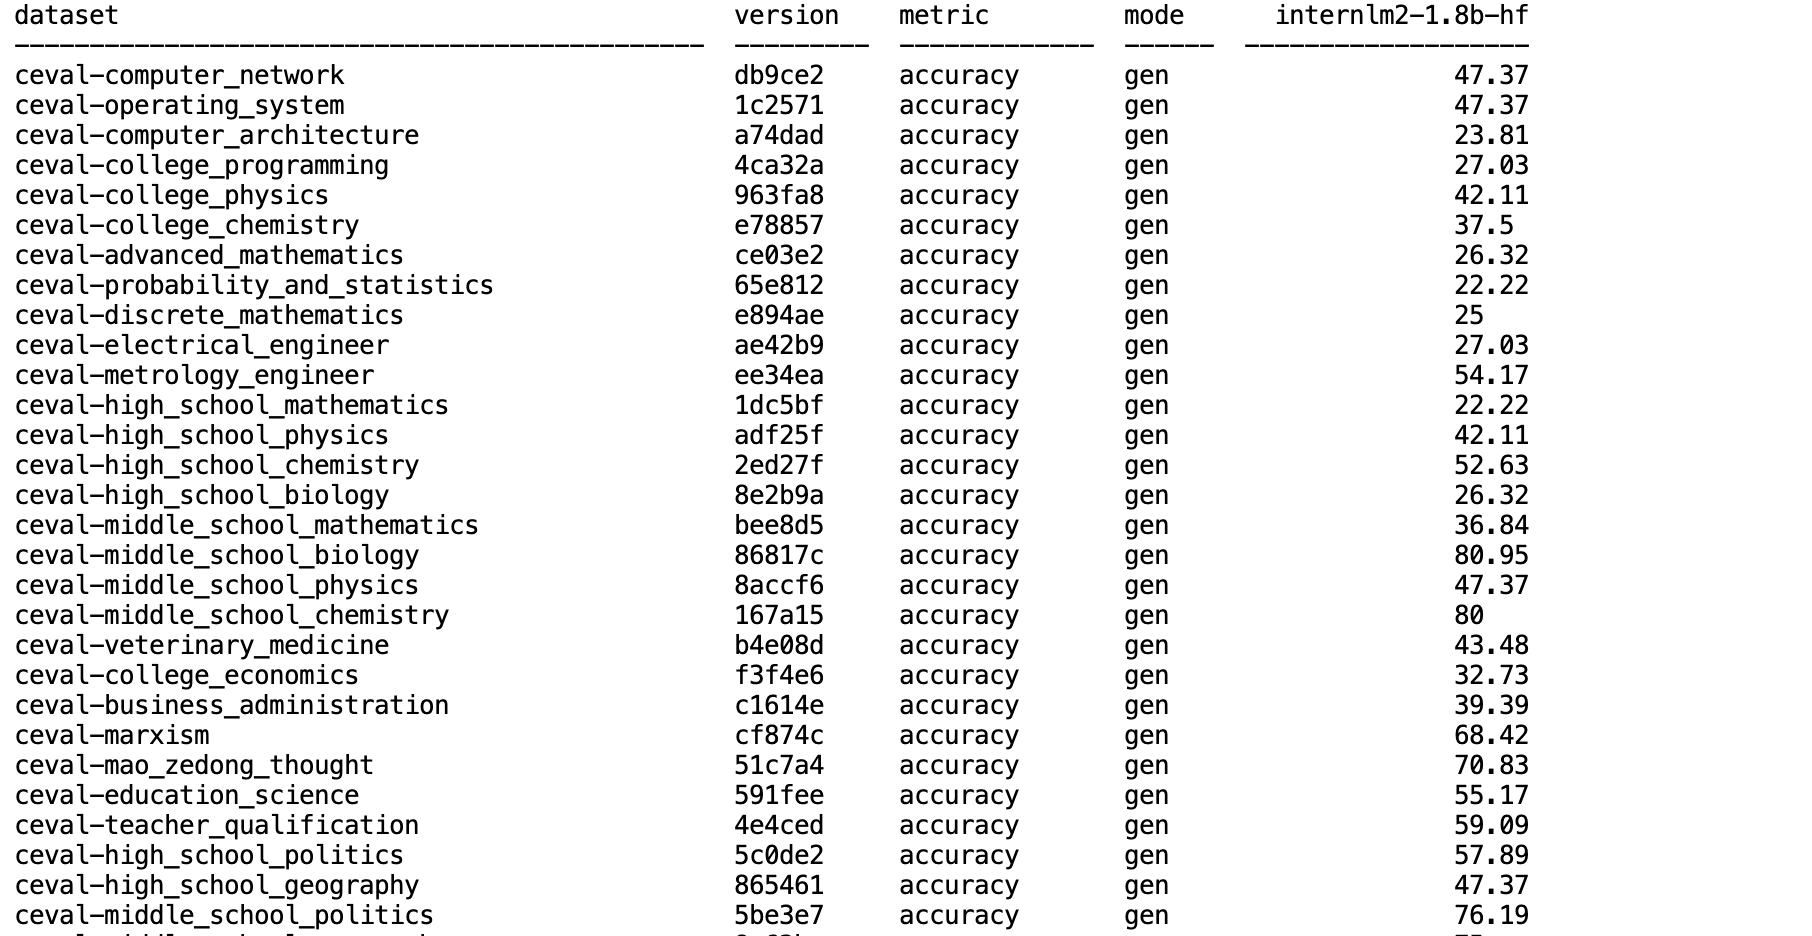 dataset version metric mode internlm2-1.8b-hf
---------------------------------------------- --------- ------------- ------ -------------------
ceval-computer_network db9ce2 accuracy gen 47.37
ceval-operating_system 1c2571 accuracy gen 47.37
ceval-computer_architecture a74dad accuracy gen 23.81
ceval-college_programming 4ca32a accuracy gen 27.03
ceval-college_physics 963fa8 accuracy gen 42.11
ceval-college_chemistry e78857 accuracy gen 37.5
ceval-advanced_mathematics ce03e2 accuracy gen 26.32
ceval-probability_and_statistics 65e812 accuracy gen 22.22
ceval-discrete_mathematics e894ae accuracy gen 25
ceval-electrical_engineer ae42b9 accuracy gen 27.03
ceval-metrology_engineer ee34ea accuracy gen 54.17
ceval-high_school_mathematics 1dc5bf accuracy gen 22.22
ceval-high_school_physics adf25f accuracy gen 42.11
ceval-high_school_chemistry 2ed27f accuracy gen 52.63
ceval-high_school_biology 8e2b9a accuracy gen 26.32
ceval-middle_school_mathematics bee8d5 accuracy gen 36.84
ceval-middle_school_biology 86817c accuracy gen 80.95
ceval-middle_school_physics 8accf6 accuracy gen 47.37
ceval-middle_school_chemistry 167a15 accuracy gen 80
ceval-veterinary_medicine b4e08d accuracy gen 43.48
ceval-college_economics f3f4e6 accuracy gen 32.73
ceval-business_administration c1614e accuracy gen 39.39
ceval-marxism cf874c accuracy gen 68.42
ceval-mao_zedong_thought 51c7a4 accuracy gen 70.83
ceval-education_science 591fee accuracy gen 55.17
ceval-teacher_qualification 4e4ced accuracy gen 59.09
ceval-high_school_politics 5c0de2 accuracy gen 57.89
ceval-high_school_geography 865461 accuracy gen 47.37
ceval-middle_school_politics 5be3e7 accuracy gen 76.19